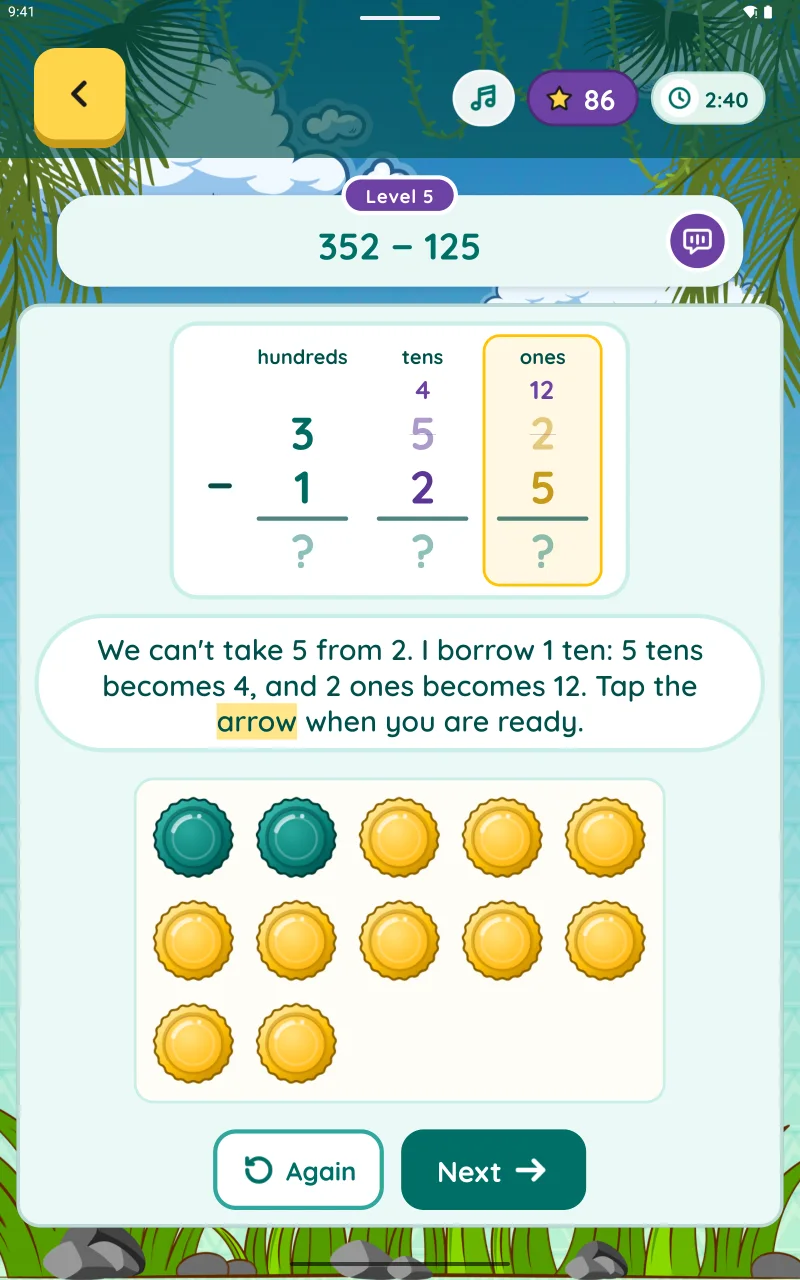 9:41
86
2:40
Level 5
352 − 125
hundreds tens ones
4 12
3 5 2
− 1 2 5
? ? ?
We can't take 5 from 2. I borrow 1 ten: 5 tens
becomes 4, and 2 ones becomes 12. Tap the
arrow when you are ready.
Again Next